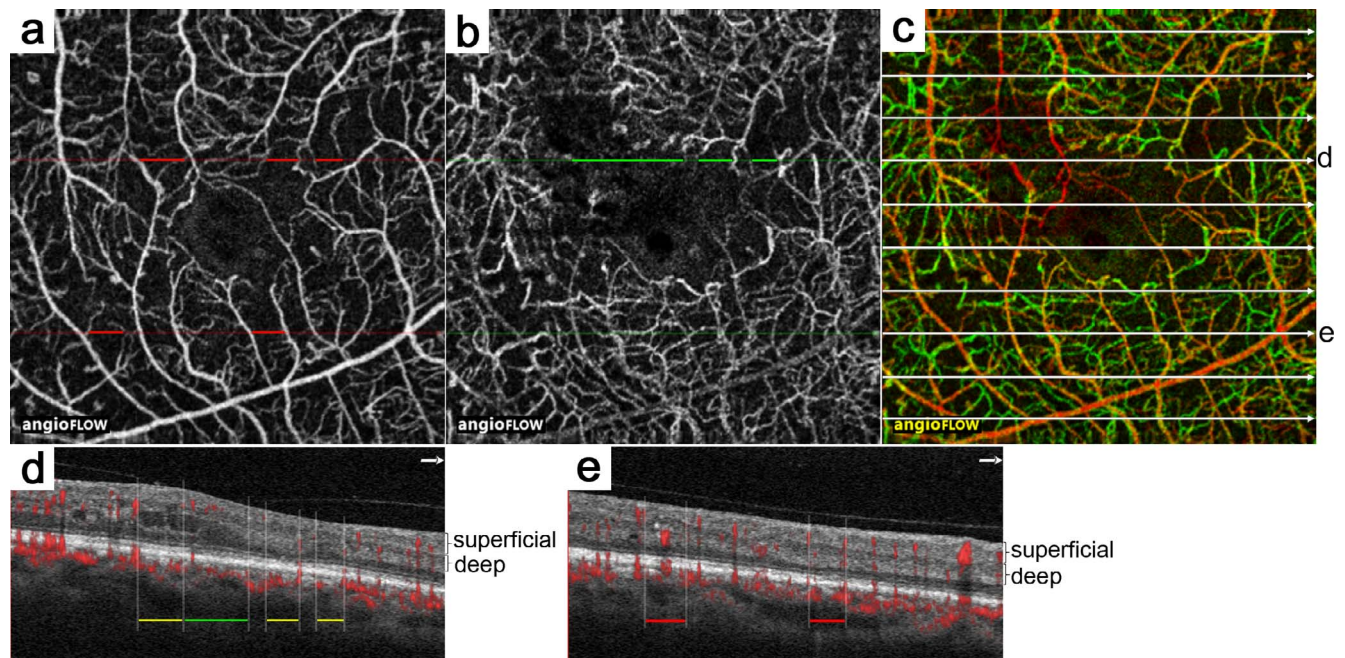 a
b
c
d
e
angioFLOW
angioFLOW
angioFLOW
d
superficial
deep
e
superficial
deep